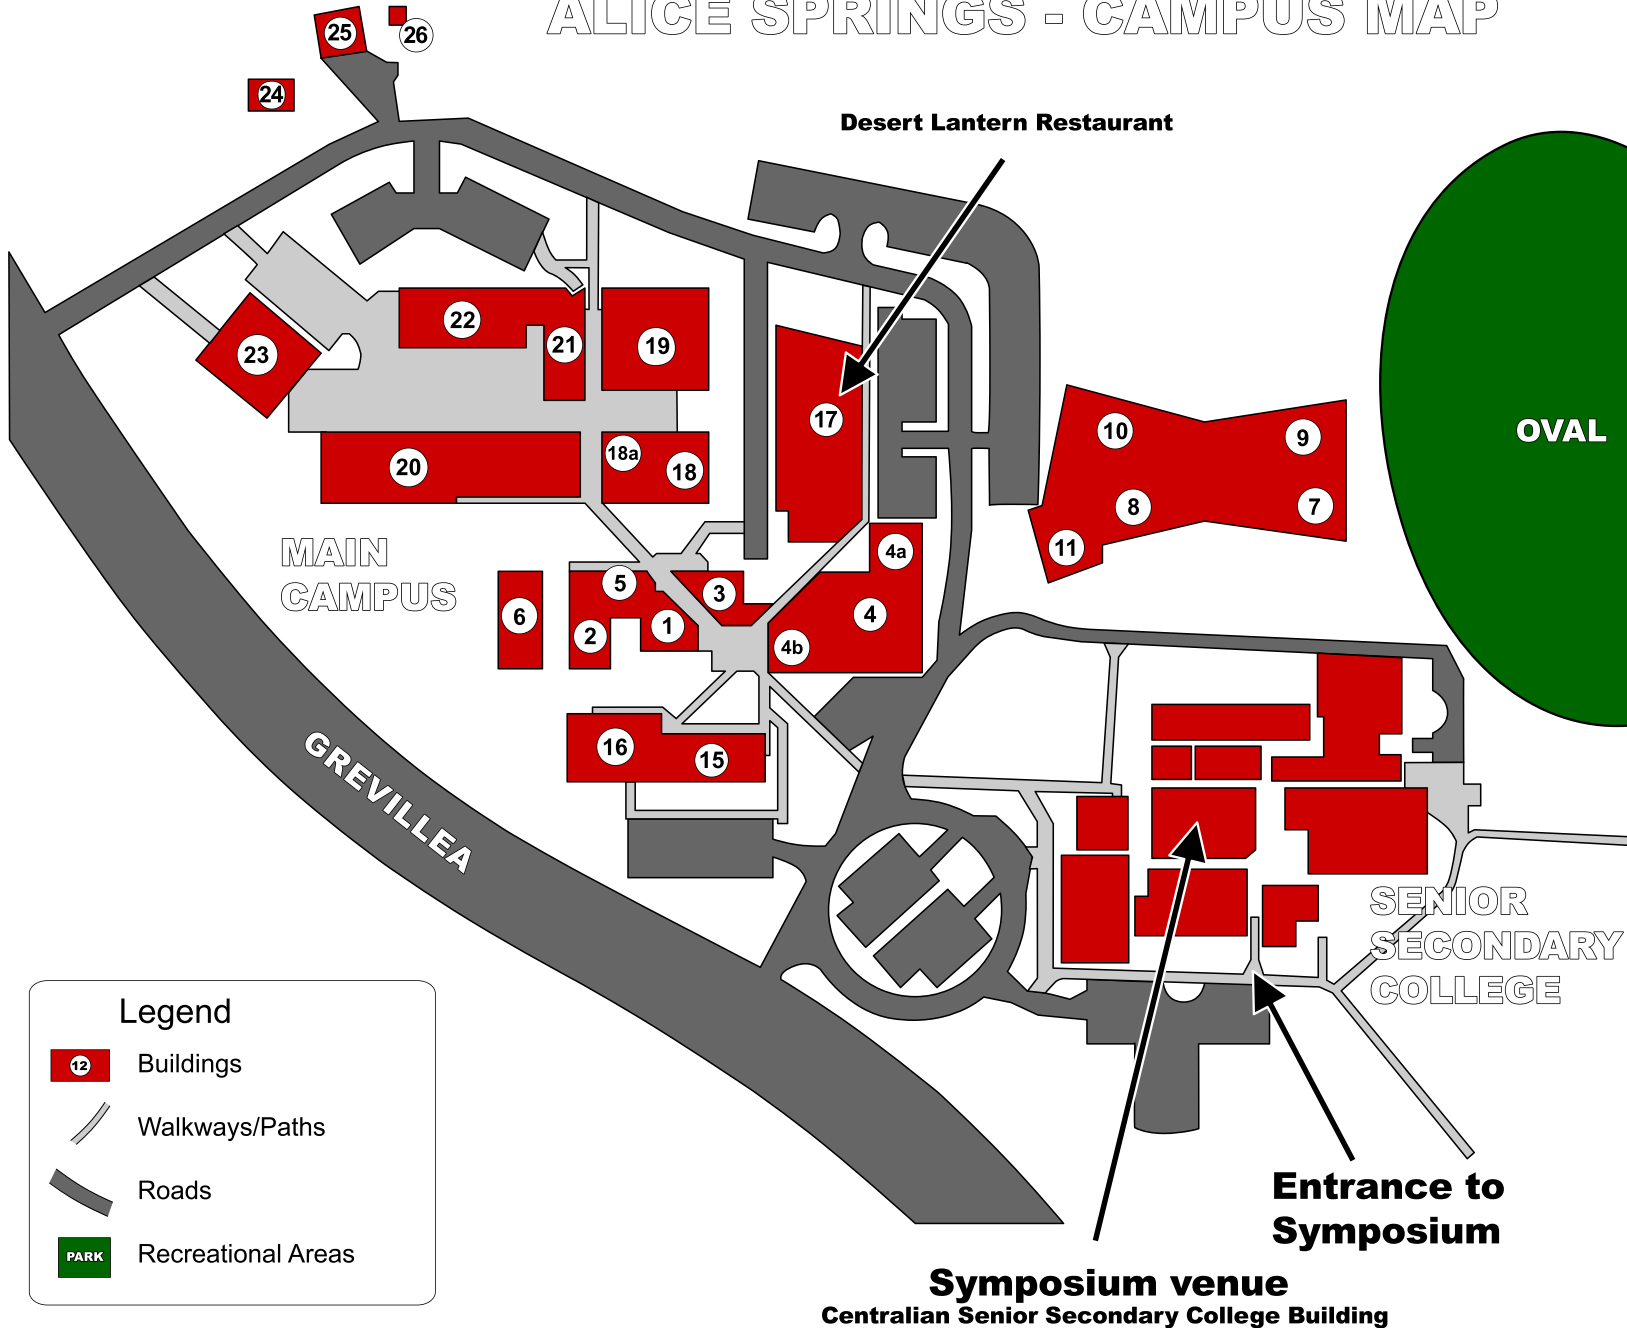 ALICE SPRINGS - CAMPUS MAP
25
26
24
Desert Lantern Restaurant
22
21
19
23
17
10
9
OVAL
20
18a
18
8
7
11
4a
MAIN
CAMPUS
5
3
6
2
1
4
4b
16
15
GREVILLEA
SENIOR
SECONDARY
COLLEGE
Legend
12
Buildings
Walkways/Paths
Roads
PARK
Recreational Areas
Entrance to
Symposium
Symposium venue
Centralian Senior Secondary College Building